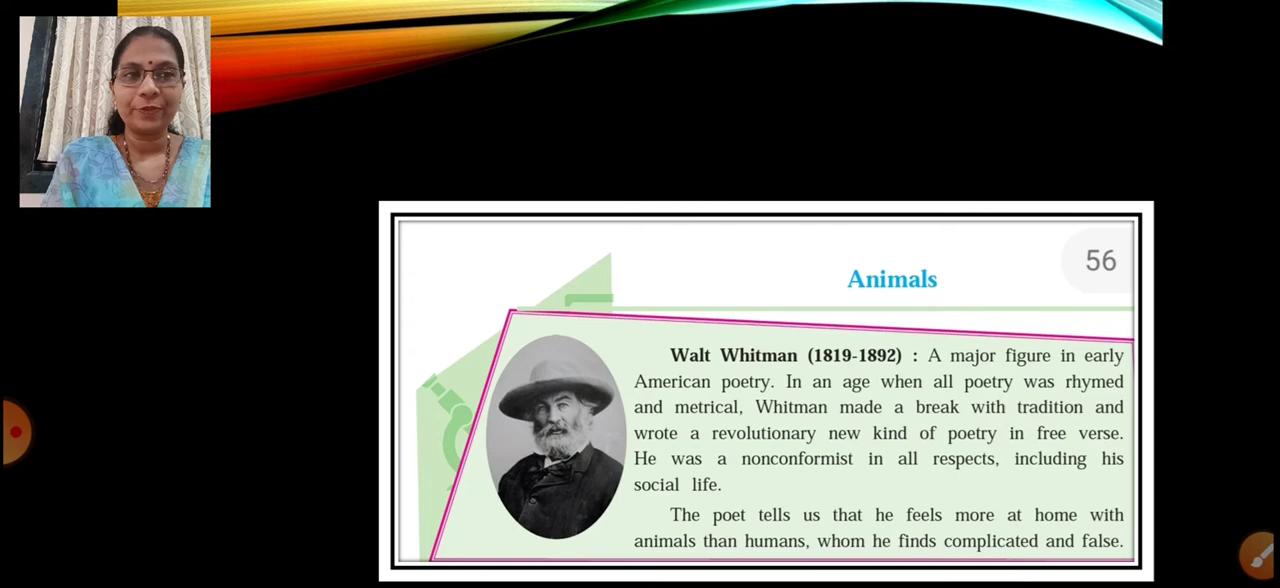 56
Animals
Walt Whitman (1819-1892) : A major figure in early
American poetry. In an age when all poetry was rhymed
and metrical, Whitman made a break with tradition and
wrote a revolutionary new kind of poetry in free verse.
He was a nonconformist in all respects, including his
social life.
The poet tells us that he feels more at home with
animals than humans, whom he finds complicated and false.